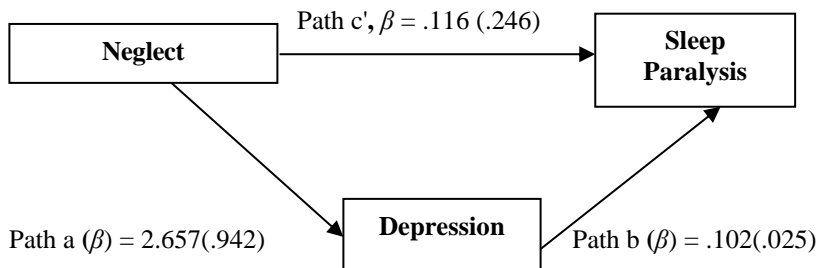 Path c', β = .116 (.246)
Neglect
Sleep
Paralysis
Depression
Path a (β) = 2.657(.942)
Path b (β) = .102(.025)